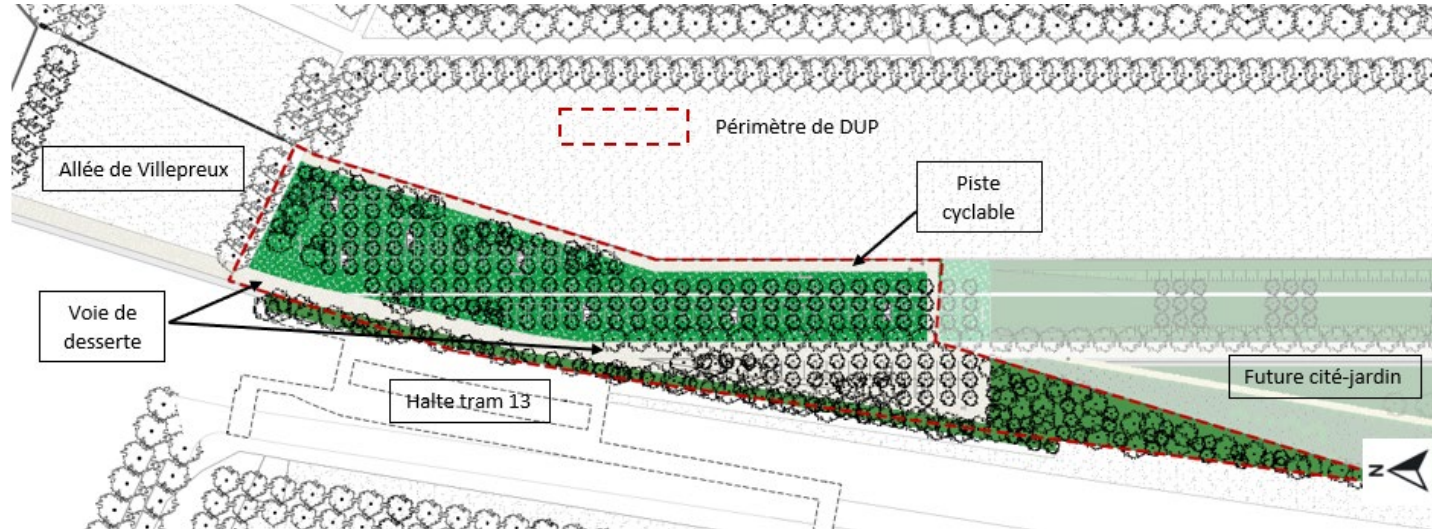 Périmètre de DUP
Allée de Villepreux
Piste
cyclable
Voie de
desserte
Halte tram 13
Future cité-jardin
N